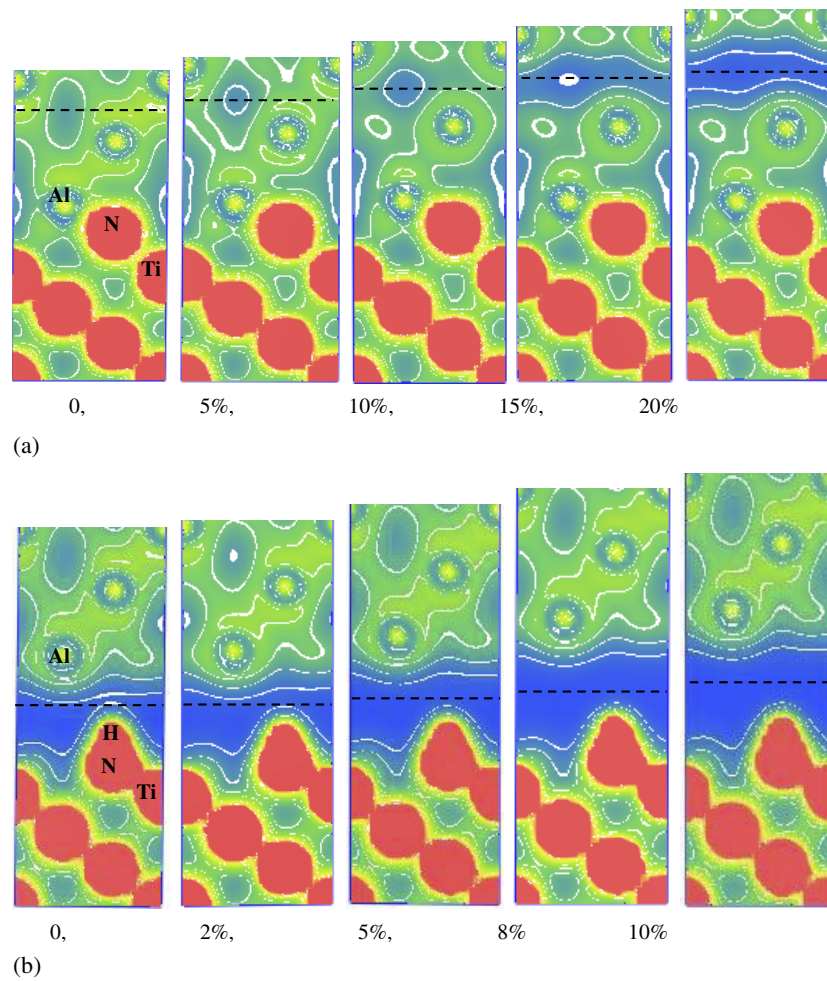 Al
N
Ti
0, 5%, 10%, 15%, 20%
(a)
Al
H
N
Ti
0, 2%, 5%, 8% 10%
(b)